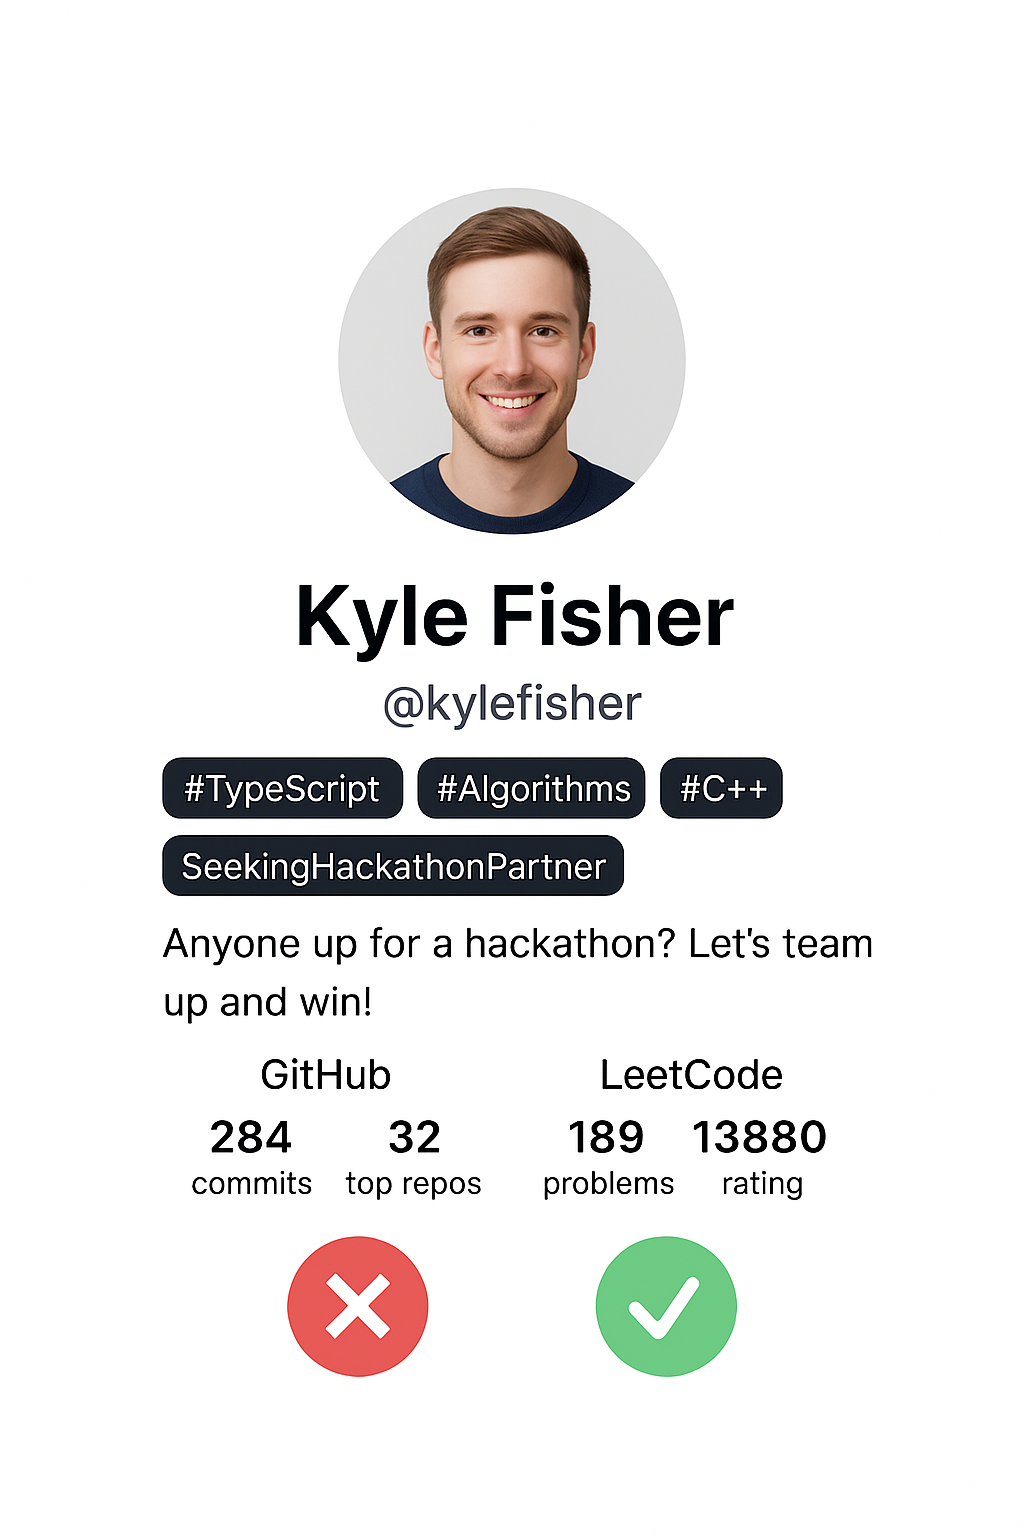 Kyle Fisher
@kylefisher
#TypeScript #Algorithms #C++
SeekingHackathonPartner
Anyone up for a hackathon? Let's team
up and win!
GitHub LeetCode
284 32 189 13880
commits top repos problems rating